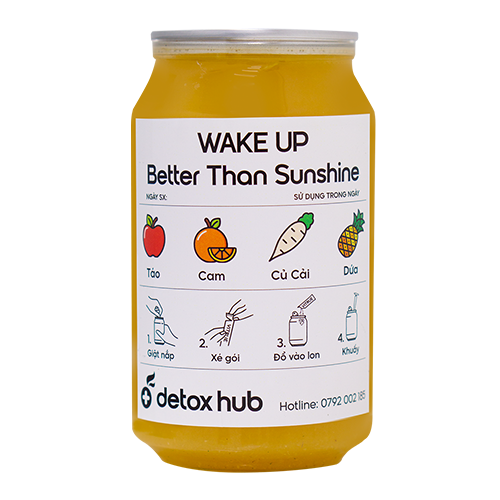 WAKE UP
Better Than Sunshine
NGÀY SX: SỬ DỤNG TRONG NGÀY
Táo Cam Củ Cải Dứa
1. 2. 3. 4.
Giật nắp Xé gói Đổ vào lon Khuấy
detox hub Hotline: 0792 002 185